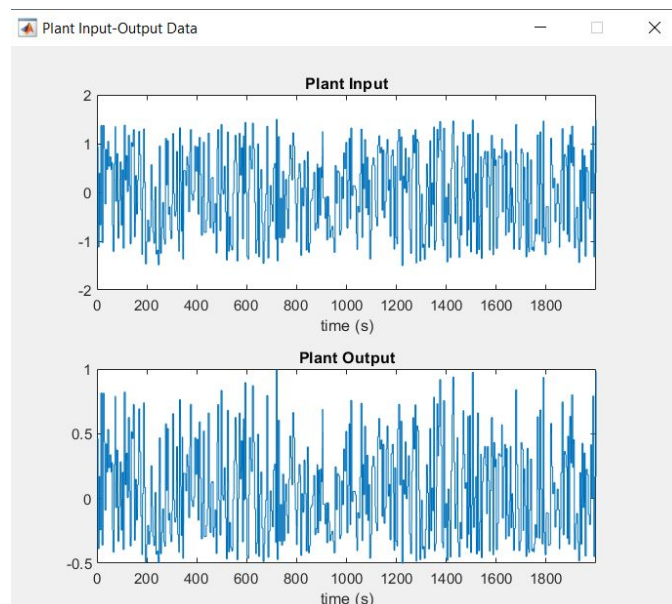 Plant Input-Output Data
Plant Input
2
1
0
-1
-2
0 200 400 600 800 1000 1200 1400 1600 1800
time (s)
Plant Output
1
0.5
0
-0.5
0 200 400 600 800 1000 1200 1400 1600 1800
time (s)